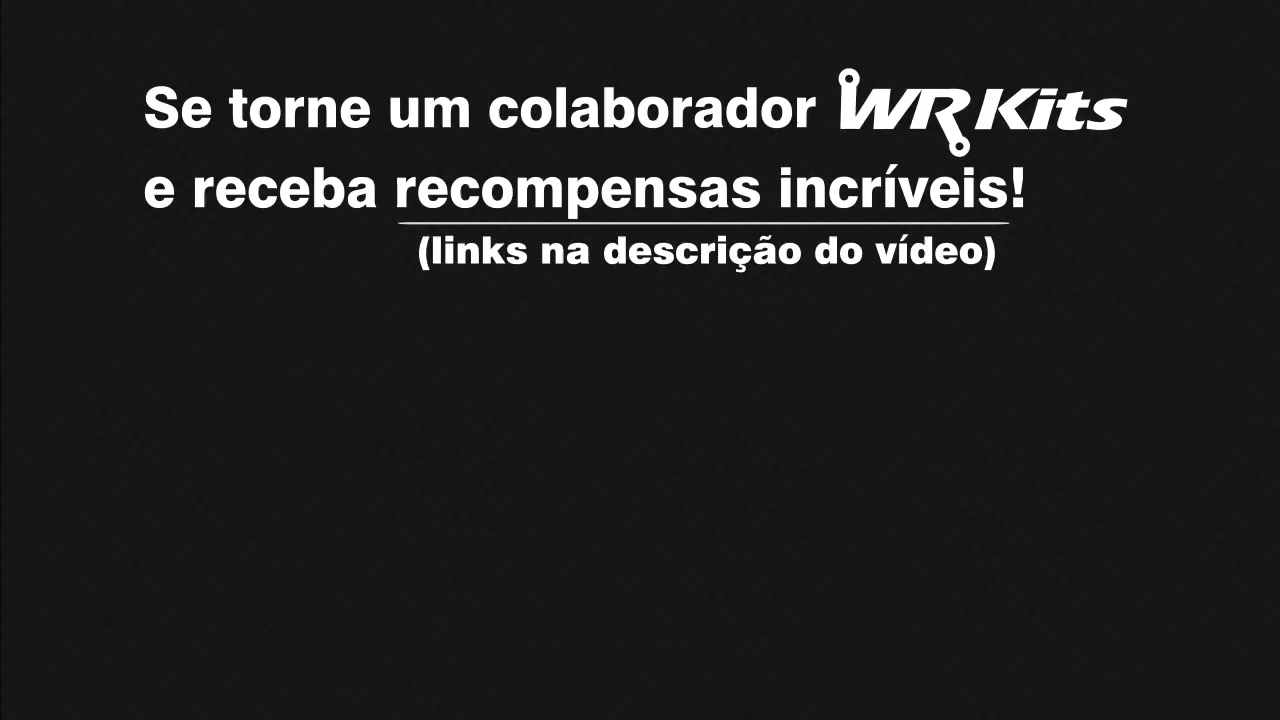 Se torne um colaborador WRKits
e receba recompensas incríveis!
(links na descrição do vídeo)